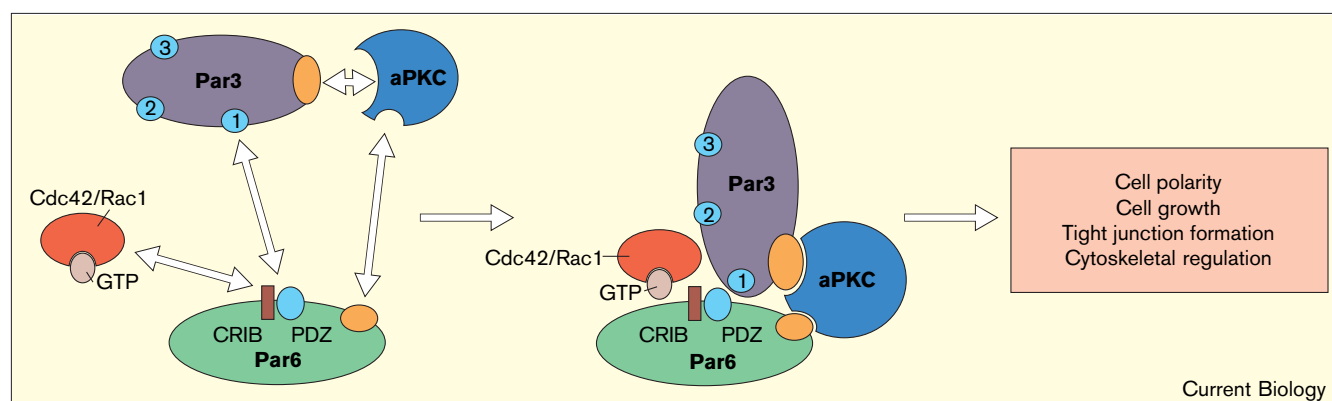 3
Par3
aPKC
2
1
Cdc42/Rac1
GTP
CRIB PDZ
Par6
3
Par3
2
Cdc42/Rac1
1
aPKC
GTP
CRIB PDZ
Par6
Cell polarity
Cell growth
Tight junction formation
Cytoskeletal regulation
Current Biology